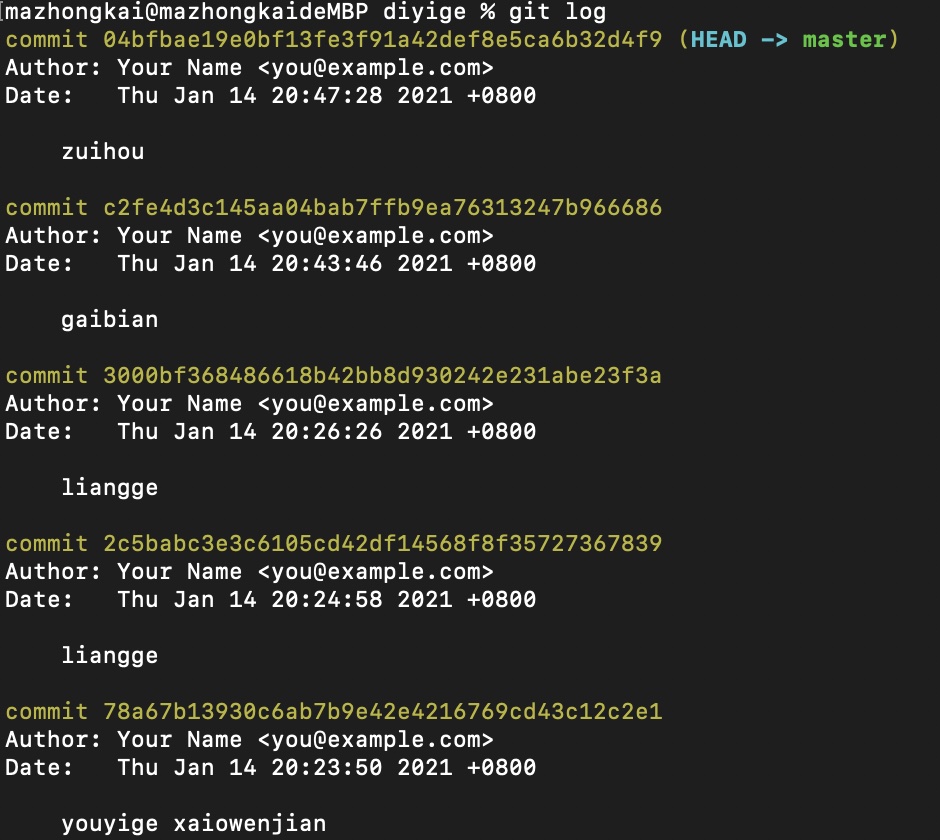 [mazhongkai@mazhongkaideMBP diyige % git log
commit 04bfbae19e0bf13fe3f91a42def8e5ca6b32d4f9 (HEAD -> master)
Author: Your Name <you@example.com>
Date:   Thu Jan 14 20:47:28 2021 +0800
zuihou
commit c2fe4d3c145aa04bab7ffb9ea76313247b966686
Author: Your Name <you@example.com>
Date:   Thu Jan 14 20:43:46 2021 +0800
gaibian
commit 3000bf368486618b42bb8d930242e231abe23f3a
Author: Your Name <you@example.com>
Date:   Thu Jan 14 20:26:26 2021 +0800
liangge
commit 2c5babc3e3c6105cd42df14568f8f35727367839
Author: Your Name <you@example.com>
Date:   Thu Jan 14 20:24:58 2021 +0800
liangge
commit 78a67b13930c6ab7b9e42e4216769cd43c12c2e1
Author: Your Name <you@example.com>
Date:   Thu Jan 14 20:23:50 2021 +0800
youyige xaiowenjian